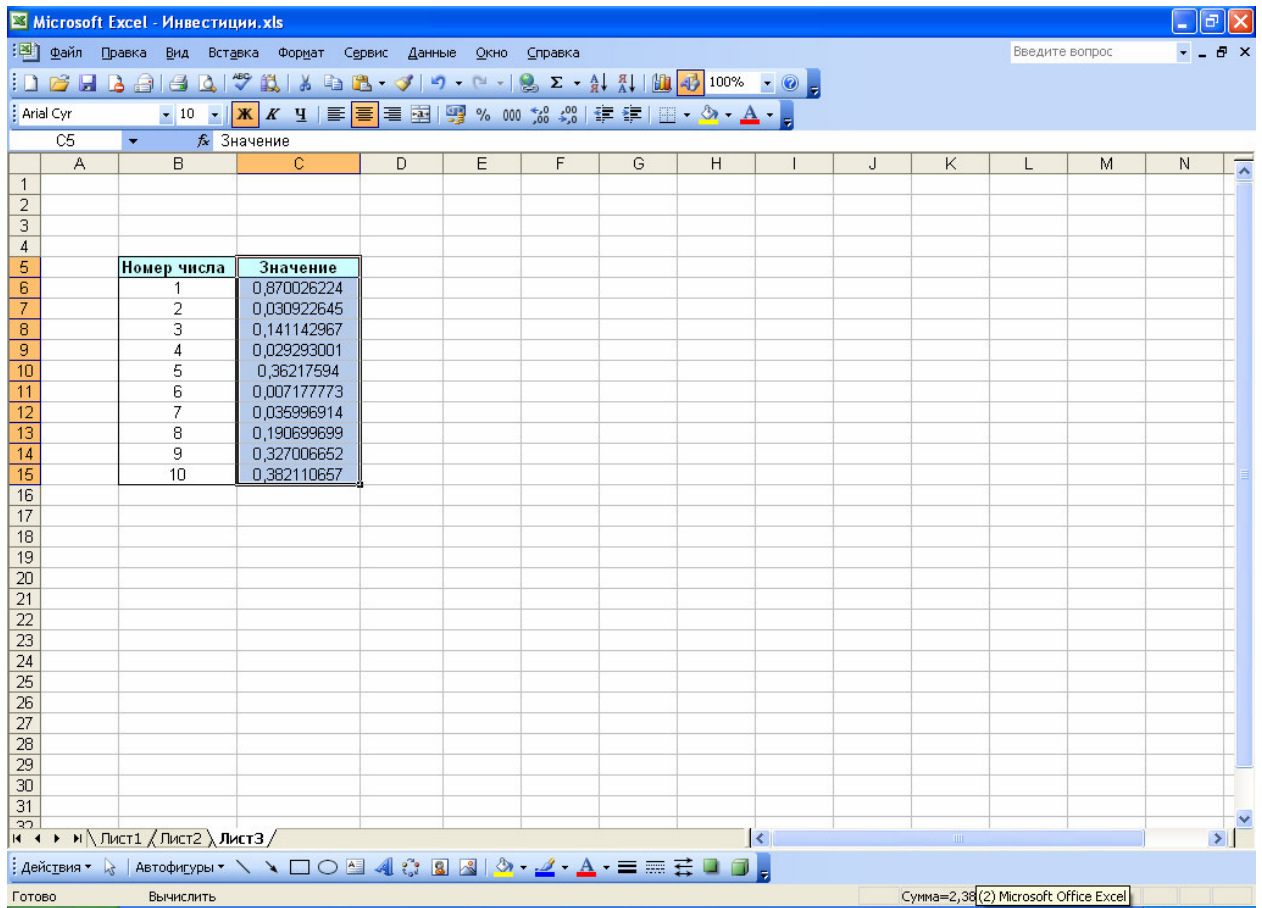 Microsoft Excel - Инвестиции.xls
Файл Правка Вид Вставка Формат Сервис Данные Окно Справка Введите вопрос
100%
Arial Cyr 10 Ж К Ч % 000
C5 fx Значение
A B C D E F G H I J K L M N
1
2
3
4
5 Номер числа Значение
6 1 0,870026224
7 2 0,030922645
8 3 0,141142967
9 4 0,029293001
10 5 0,36217594
11 6 0,007177773
12 7 0,035996914
13 8 0,190699699
14 9 0,327006652
15 10 0,382110657
16
17
18
19
20
21
22
23
24
25
26
27
28
29
30
31
32
Лист1 Лист2 Лист3
Действия Автофигуры
Готово Вычислить Сумма=2,38 (2) Microsoft Office Excel